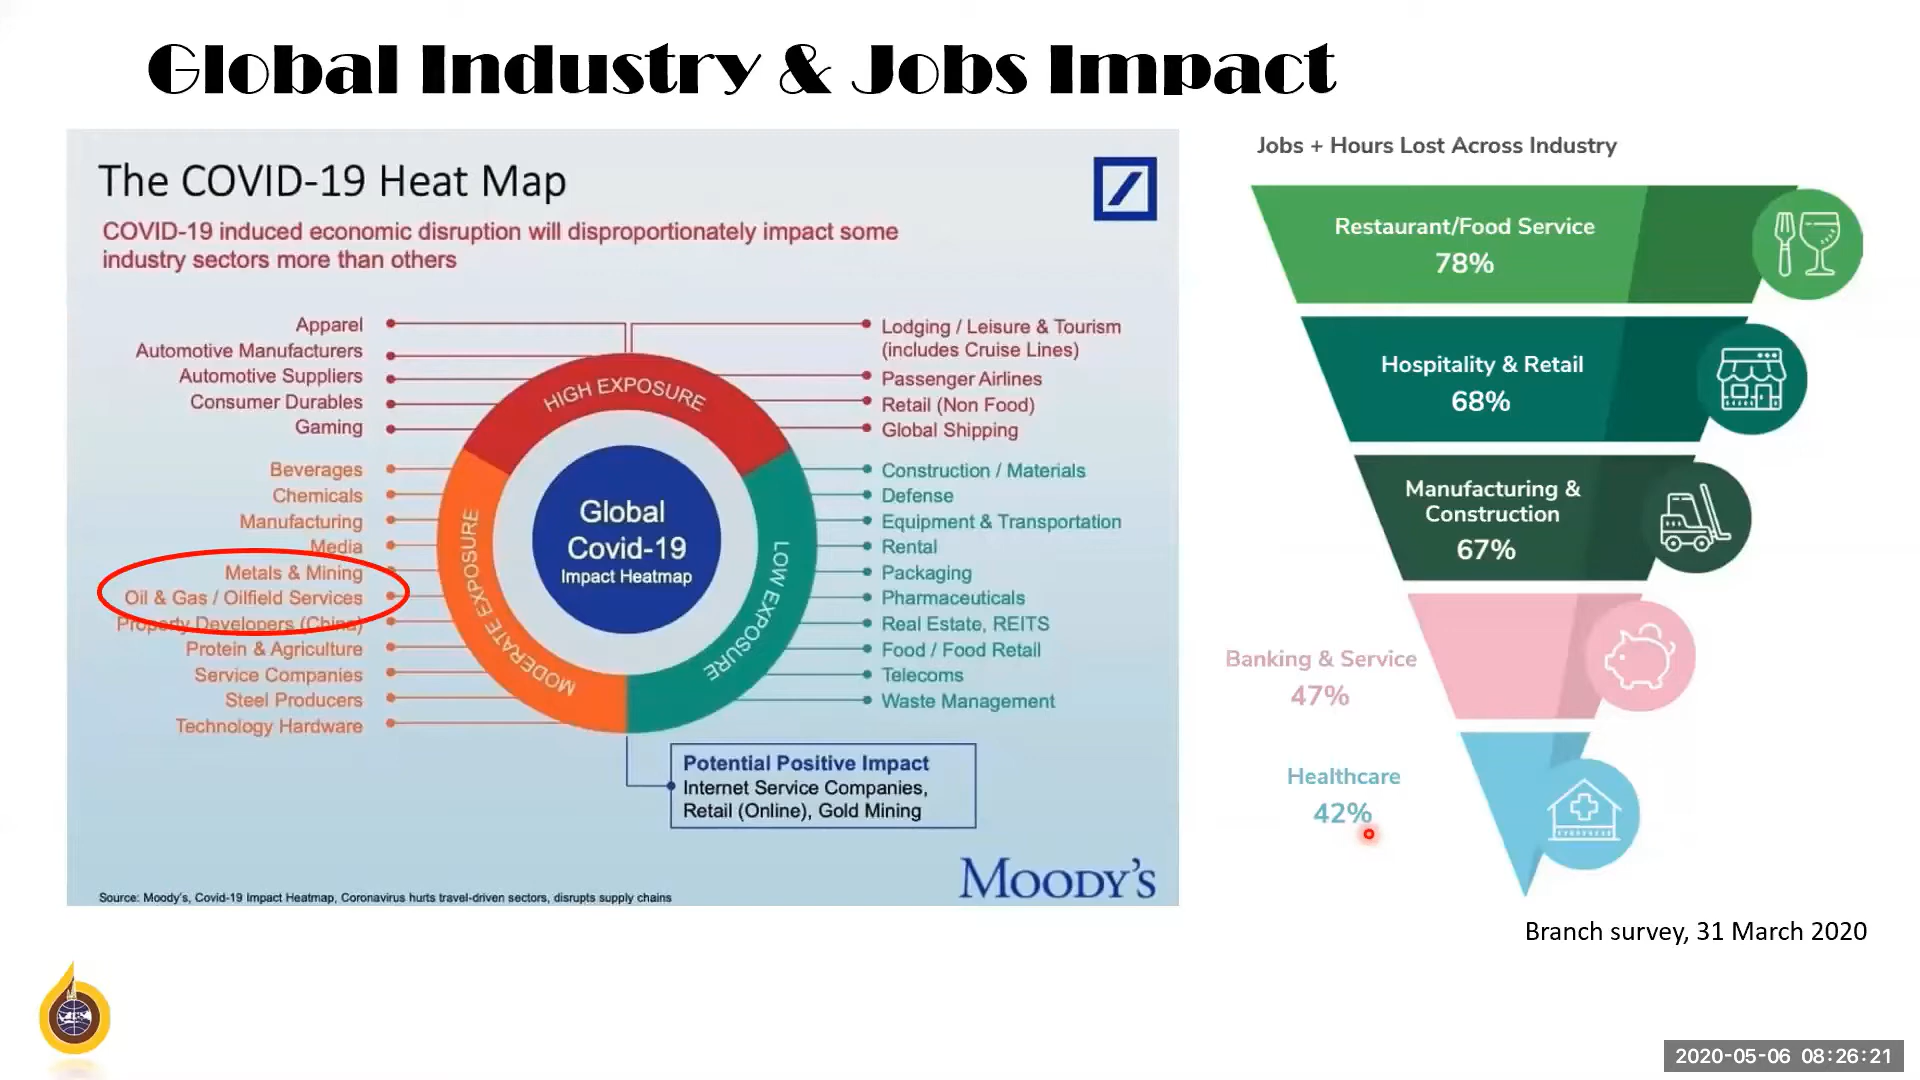 Global Industry & Jobs Impact
The COVID-19 Heat Map
COVID-19 induced economic disruption will disproportionately impact some
industry sectors more than others
Apparel
Automotive Manufacturers
Automotive Suppliers
Consumer Durables
Gaming
Beverages
Chemicals
Manufacturing
Media
Metals & Mining
Oil & Gas / Oilfield Services
Property Developers (China)
Protein & Agriculture
Service Companies
Steel Producers
Technology Hardware
HIGH EXPOSURE
MODERATE EXPOSURE
LOW EXPOSURE
Global
Covid-19
Impact Heatmap
Lodging / Leisure & Tourism
(includes Cruise Lines)
Passenger Airlines
Retail (Non Food)
Global Shipping
Construction / Materials
Defense
Equipment & Transportation
Rental
Packaging
Pharmaceuticals
Real Estate, REITS
Food / Food Retail
Telecoms
Waste Management
Potential Positive Impact
Internet Service Companies,
Retail (Online), Gold Mining
MOODY'S
Source: Moody's, Covid-19 Impact Heatmap, Coronavirus hurts travel-driven sectors, disrupts supply chains
Jobs + Hours Lost Across Industry
Restaurant/Food Service
78%
Hospitality & Retail
68%
Manufacturing &
Construction
67%
Banking & Service
47%
Healthcare
42%
Branch survey, 31 March 2020
2020-05-06 08:26:21